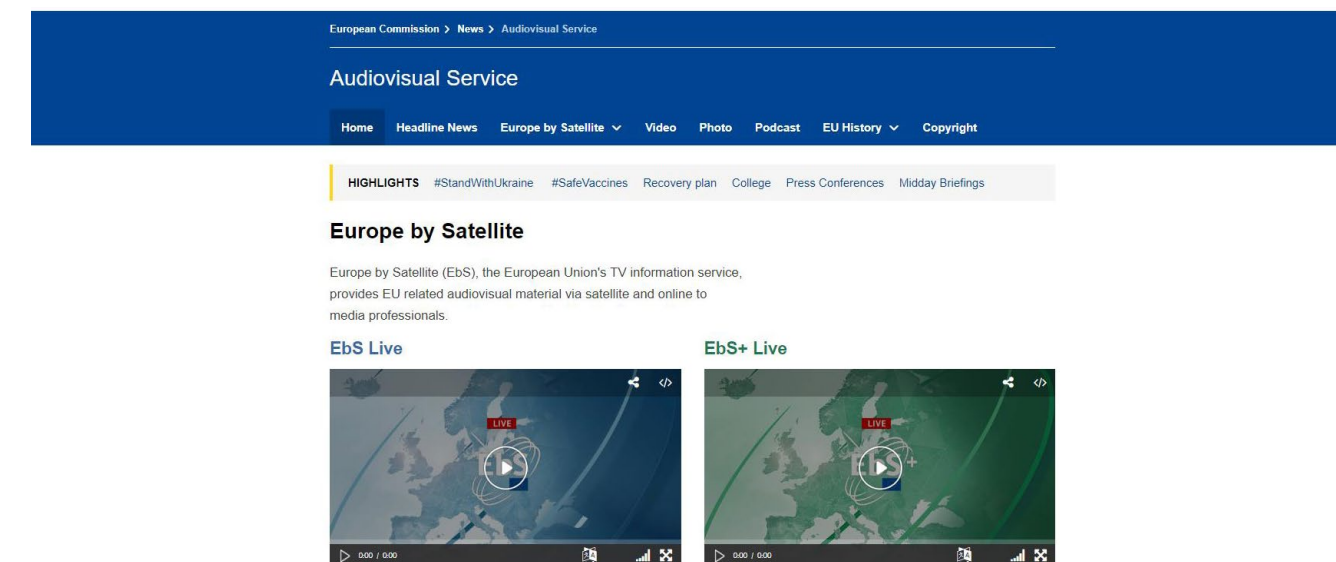 European Commission > News > Audiovisual Service
Audiovisual Service
Home Headline News Europe by Satellite Video Photo Podcast EU History Copyright
HIGHLIGHTS #StandWithUkraine #SafeVaccines Recovery plan College Press Conferences Midday Briefings
Europe by Satellite
Europe by Satellite (EbS), the European Union's TV information service,
provides EU related audiovisual material via satellite and online to
media professionals.
EbS Live
EbS+ Live
LIVE
EbS
0:00 / 0:00
LIVE
EbS+
0:00 / 0:00